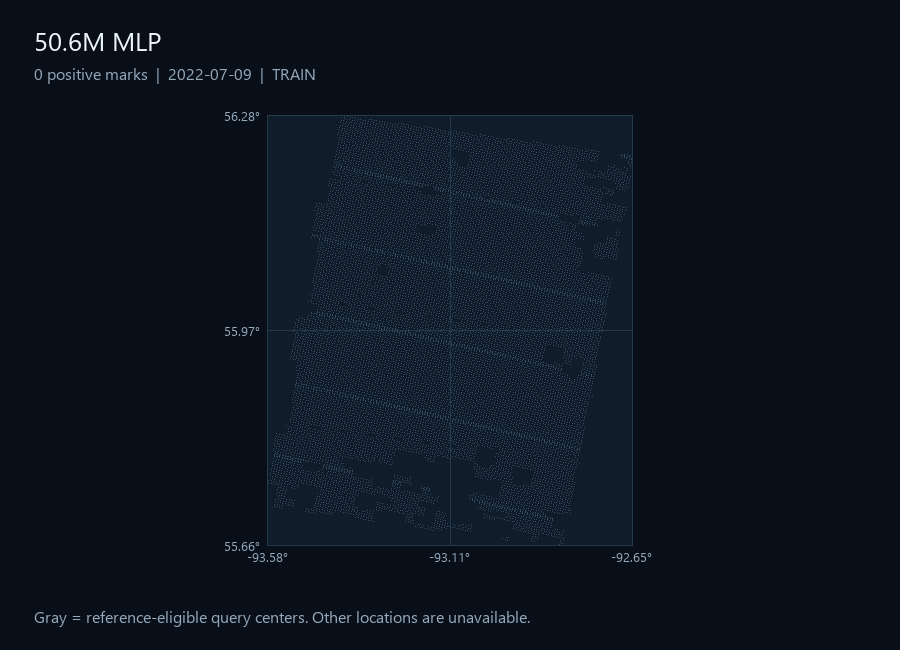 50.6M MLP
0 positive marks | 2022-07-09 | TRAIN
56.28°
55.97°
55.66°
-93.58°
-93.11°
-92.65°
Gray = reference-eligible query centers. Other locations are unavailable.